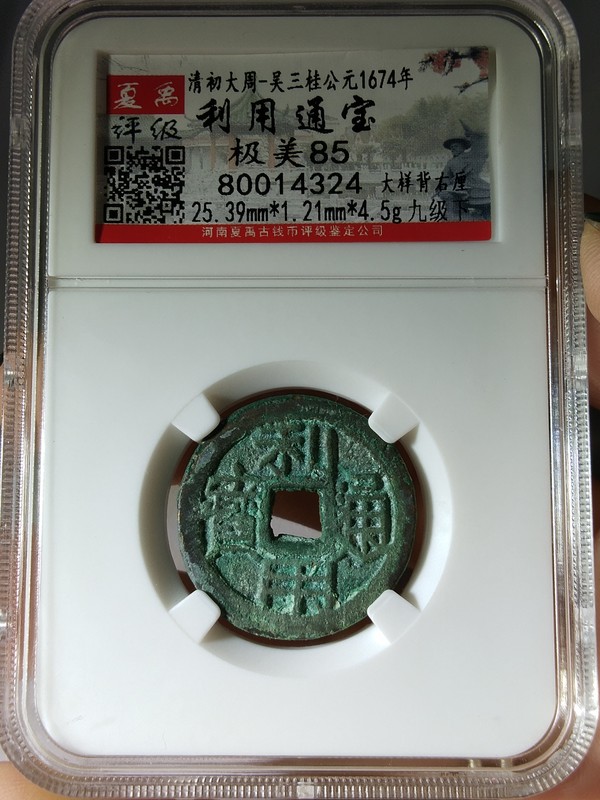 清初大周-吴三桂公元1674年
夏禹
评级
利用通宝
极美85
80014324 大样背右厘
25.39mm*1.21mm*4.5g九级下
河南夏禹古钱币评级鉴定公司
利用通寶